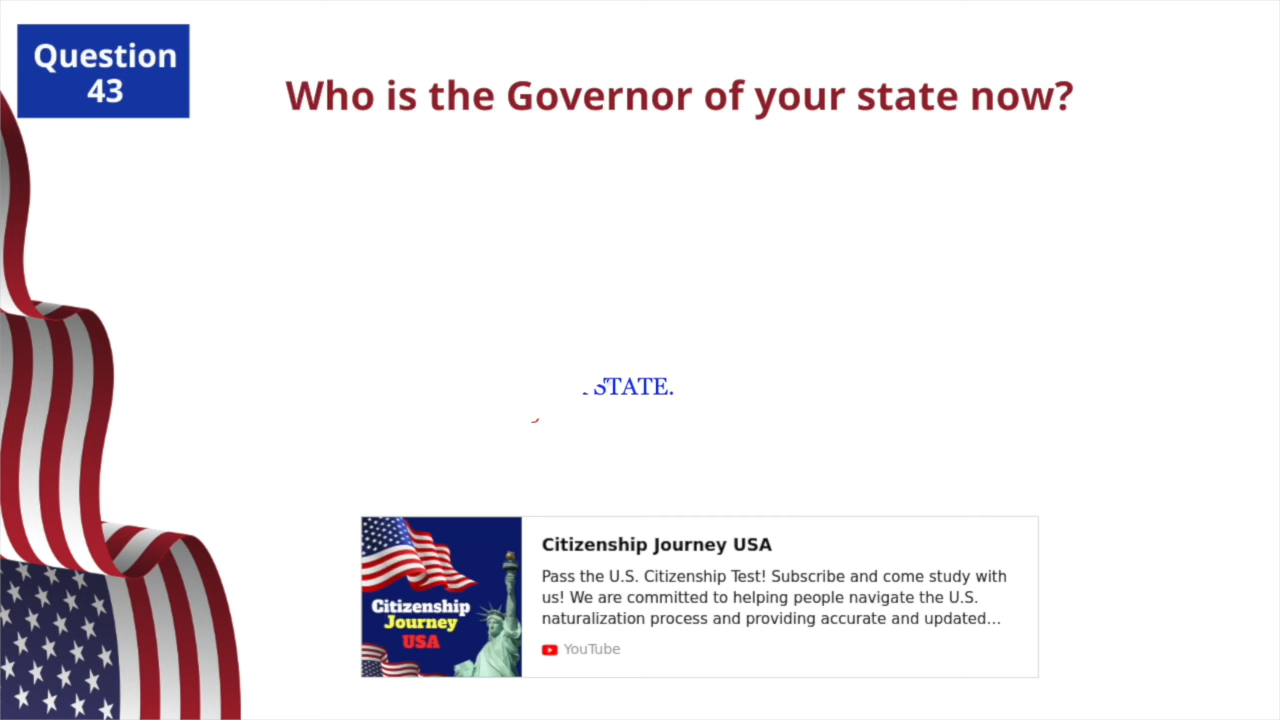 Question
43
Who is the Governor of your state now?
STATE.
Citizenship Journey USA
Pass the U.S. Citizenship Test! Subscribe and come study with
us! We are committed to helping people navigate the U.S.
naturalization process and providing accurate and updated...
YouTube
Citizenship
Journey
USA